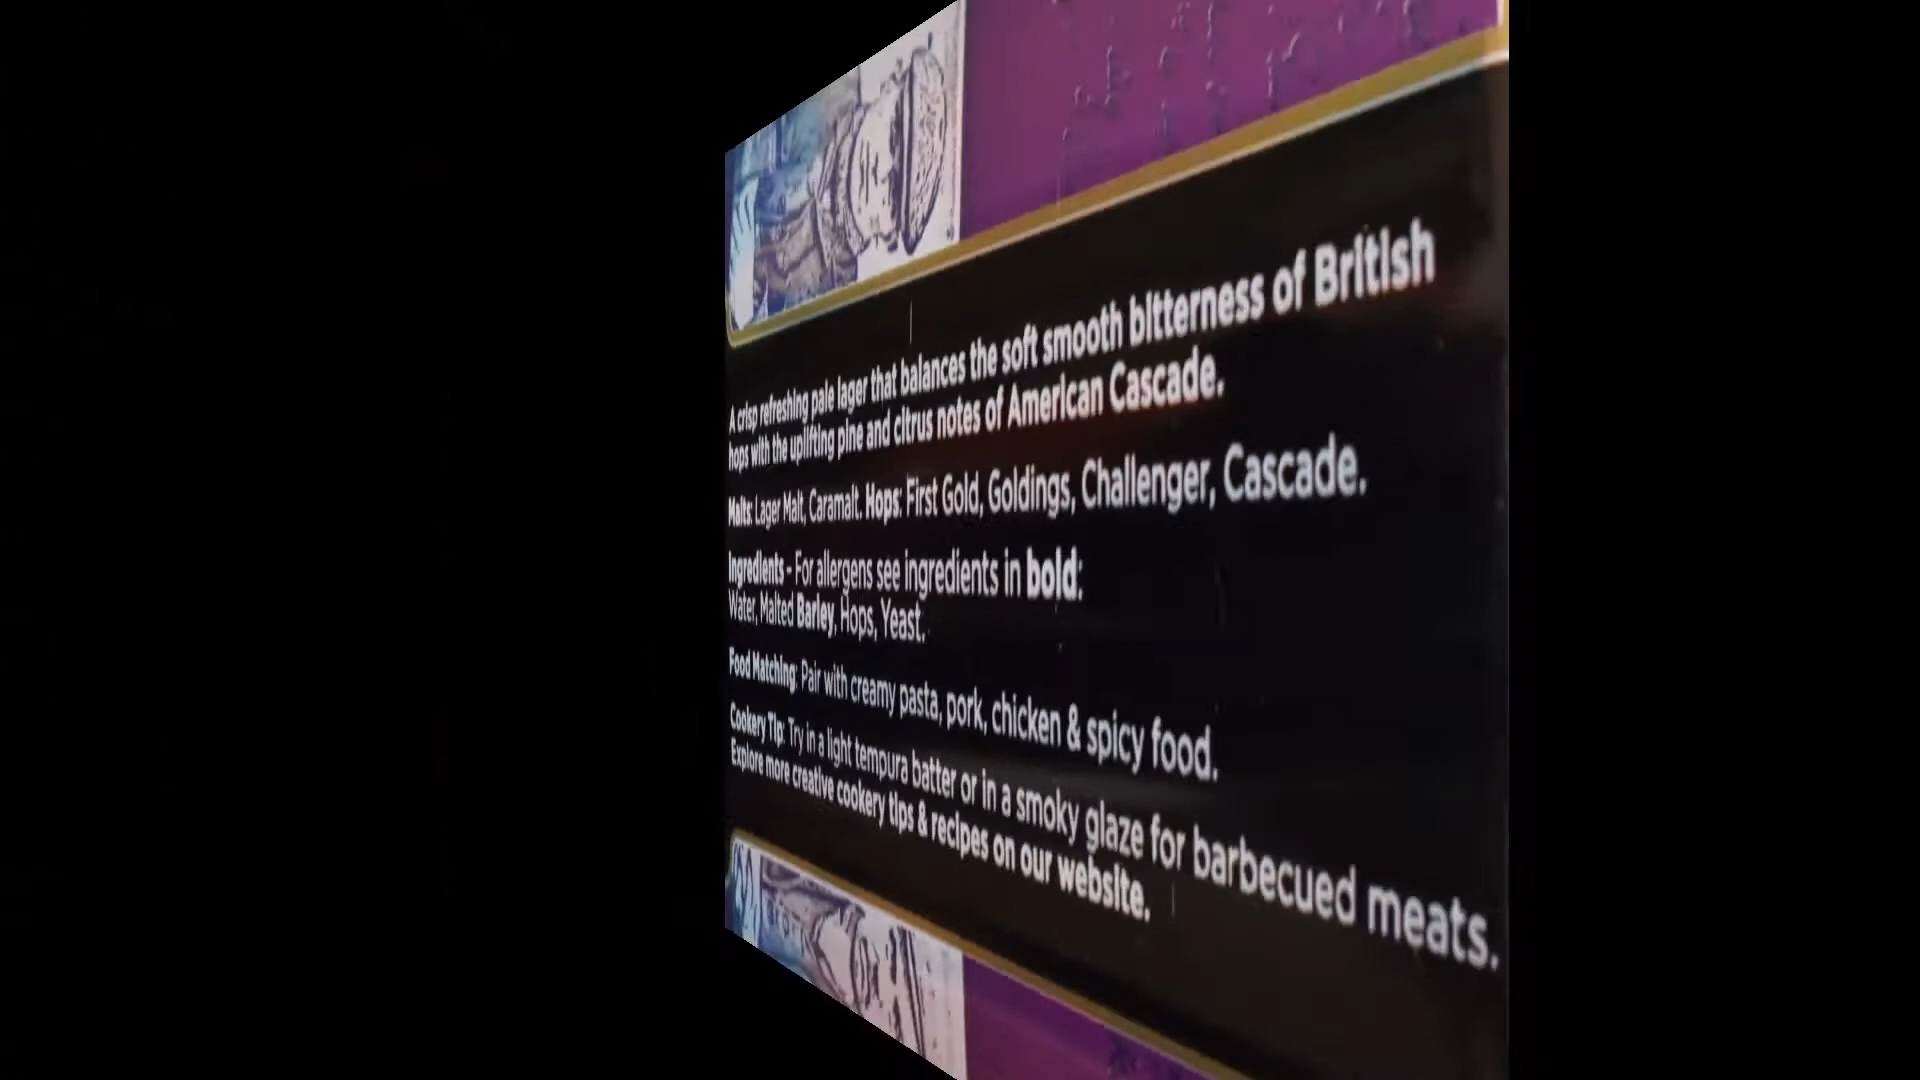 A crisp refreshing pale lager that balances the soft smooth bitterness of British
hops with the uplifting pine and citrus notes of American Cascade.
Malts: Lager Malt, Caramalt. Hops: First Gold, Goldings, Challenger, Cascade.
Ingredients - For allergens see ingredients in bold:
Water, Malted Barley, Hops, Yeast.
Food Matching: Pair with creamy pasta, pork, chicken & spicy food.
Cookery Tip: Try in a light tempura batter or in a smoky glaze for barbecued meats.
Explore more creative cookery tips & recipes on our website.